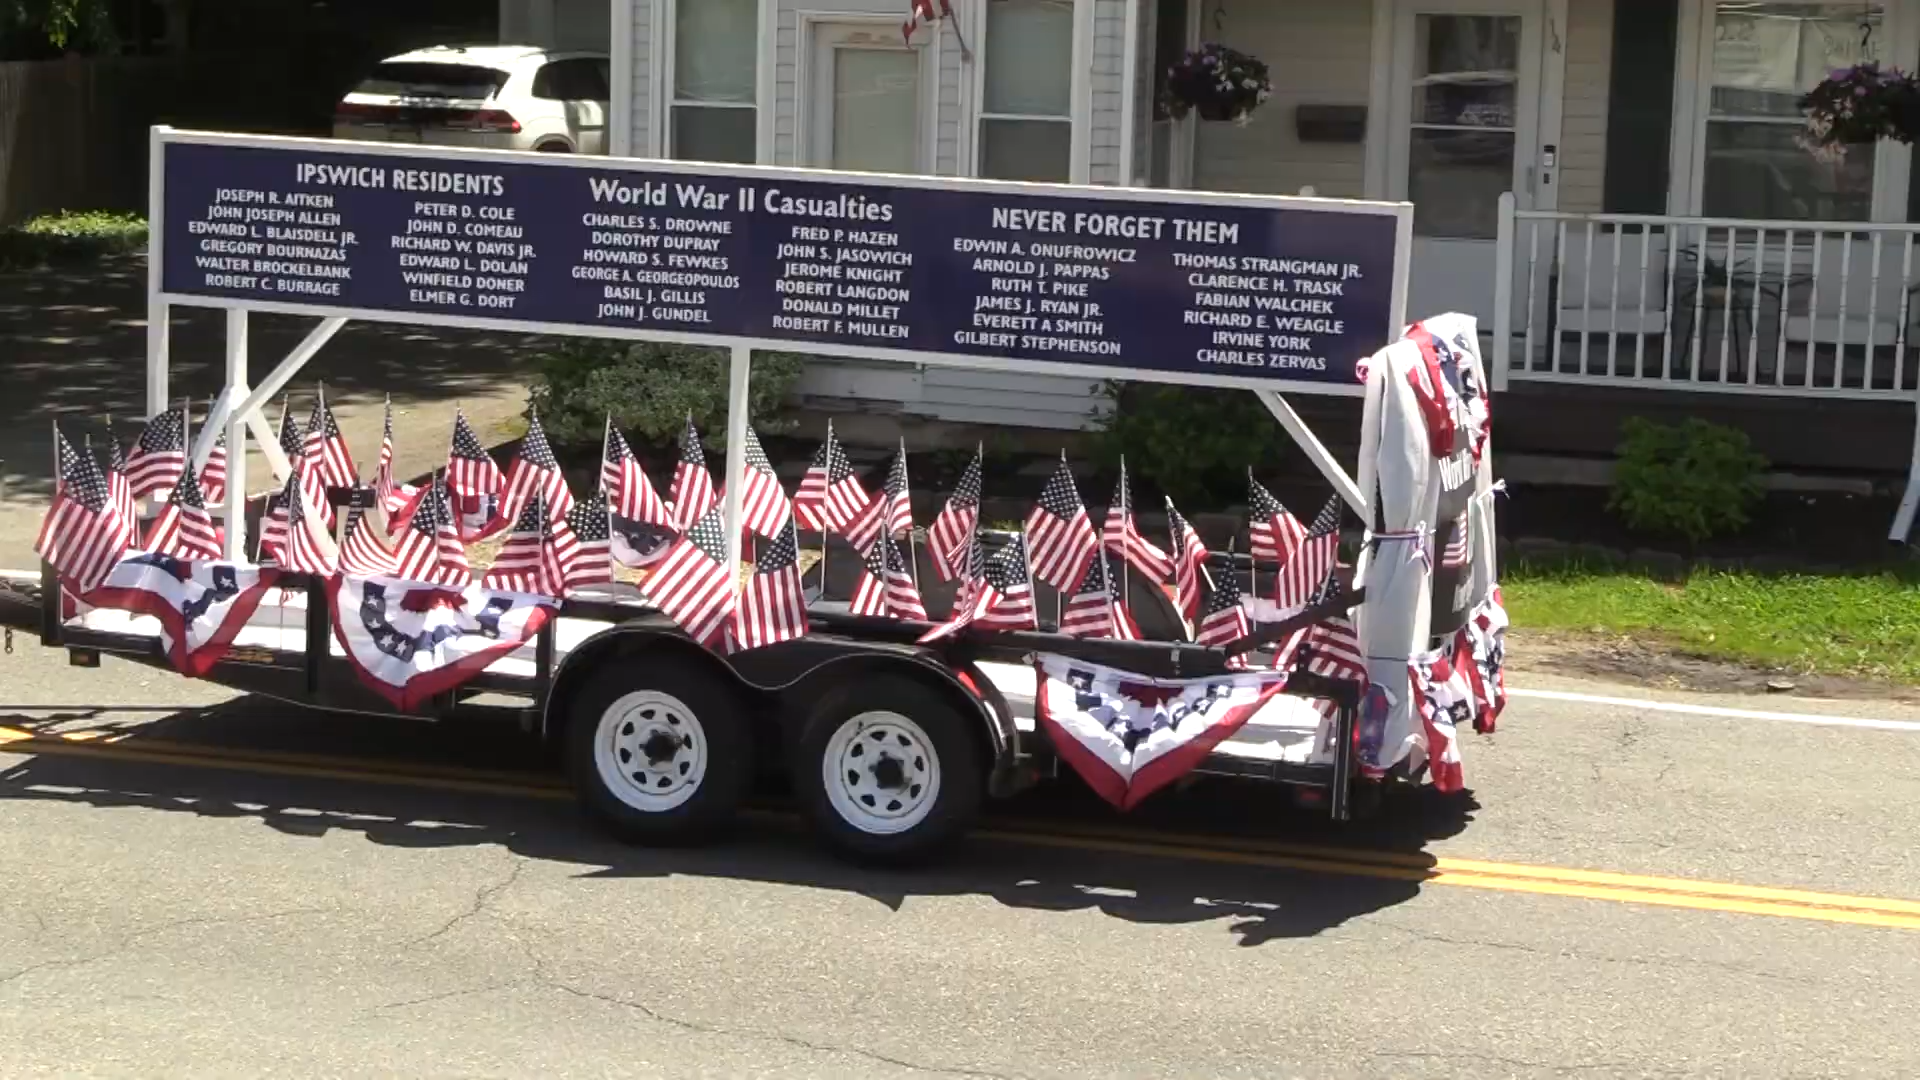 IPSWICH RESIDENTS
JOSEPH R. AITKEN
JOHN JOSEPH ALLEN
EDWARD L. BLAISDELL JR.
GREGORY BOURNAZAS
WALTER BROCKELBANK
ROBERT C. BURRAGE
PETER D. COLE
JOHN D. COMEAU
RICHARD W. DAVIS JR.
EDWARD L. DOLAN
WINFIELD DONER
ELMER G. DORT
World War II Casualties
CHARLES S. DROWNE
DOROTHY DUPRAY
HOWARD S. FEWKES
GEORGE A. GEORGEOPOULOS
BASIL J. GILLIS
JOHN J. GUNDEL
FRED P. HAZEN
JOHN S. JASOWICH
JEROME KNIGHT
ROBERT LANGDON
DONALD MILLET
ROBERT F. MULLEN
NEVER FORGET THEM
EDWIN A. ONUFROWICZ
ARNOLD J. PAPPAS
RUTH T. PIKE
JAMES J. RYAN JR.
EVERETT A SMITH
GILBERT STEPHENSON
THOMAS STRANGMAN JR.
CLARENCE H. TRASK
FABIAN WALCHEK
RICHARD E. WEAGLE
IRVINE YORK
CHARLES ZERVAS